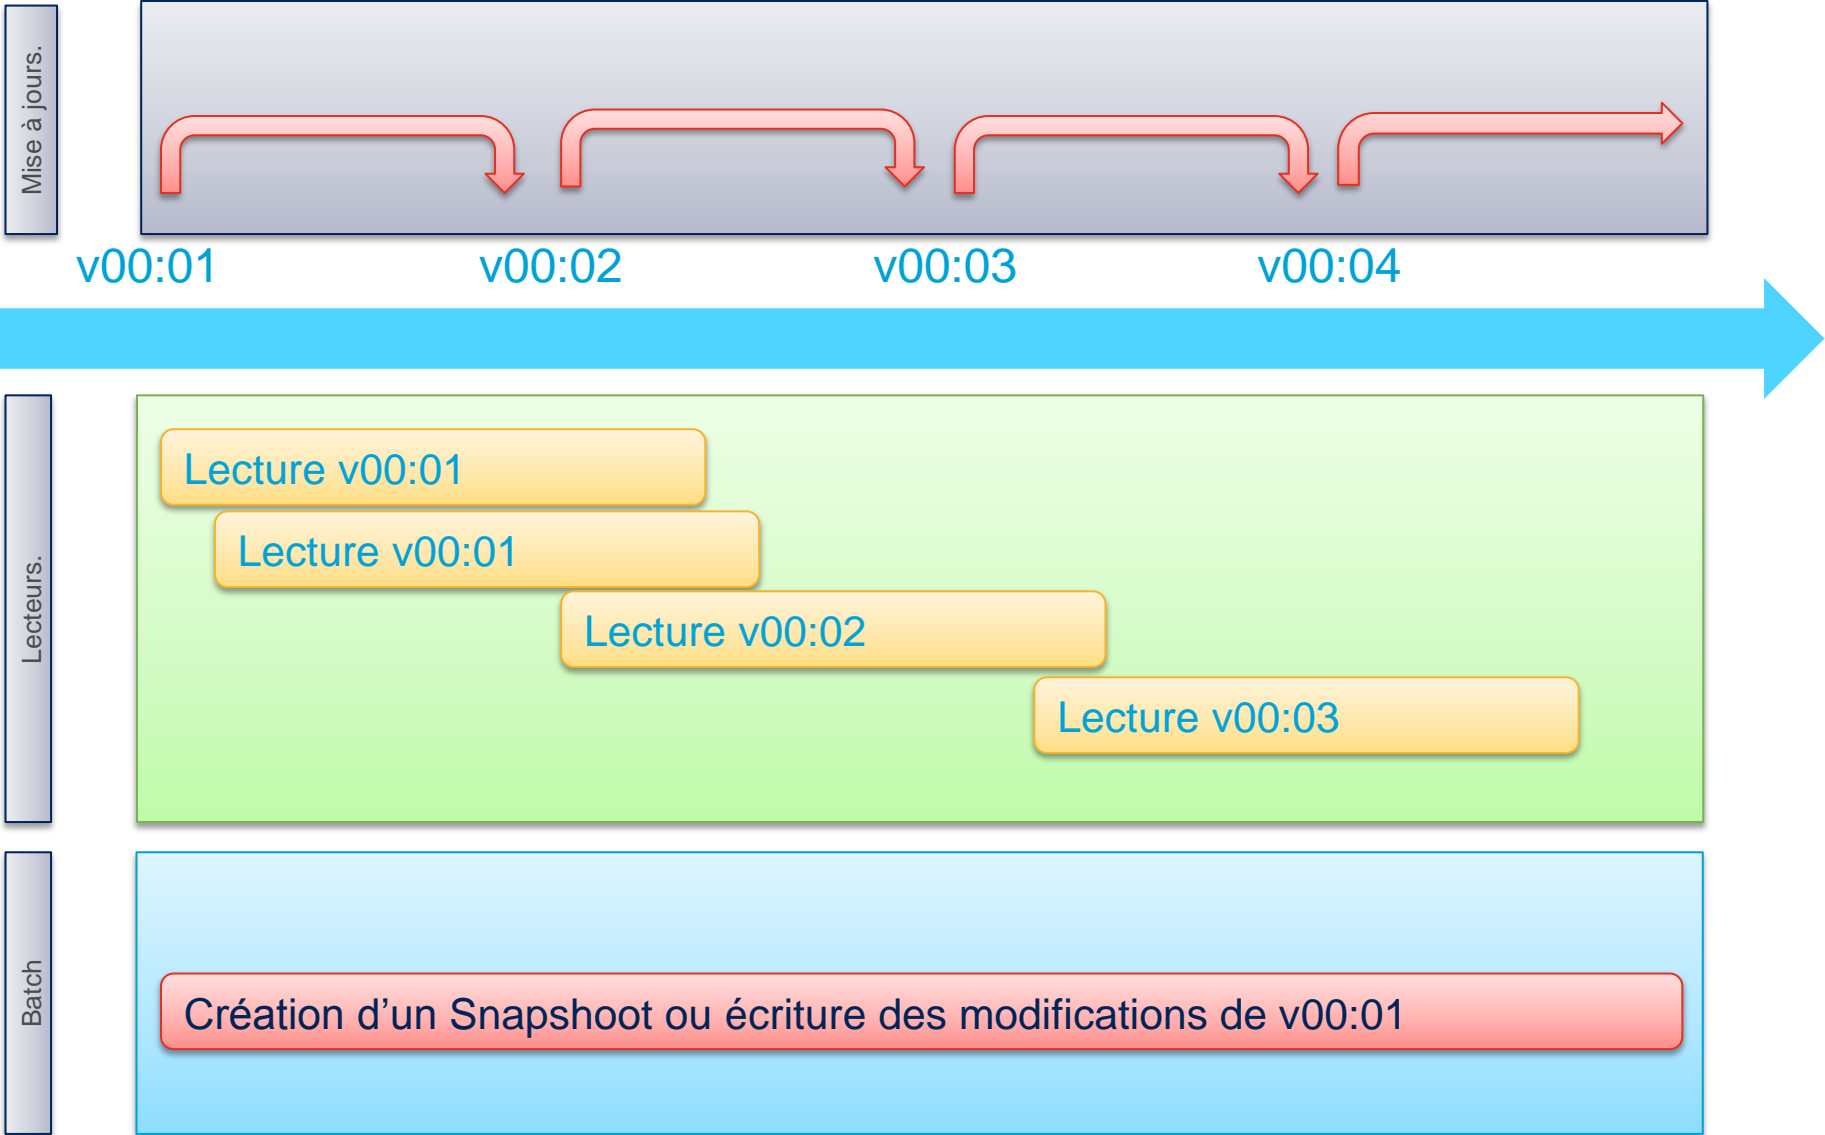 Mise à jours.
v00:01
v00:02
v00:03
v00:04
Lecteurs.
Lecture v00:01
Lecture v00:01
Lecture v00:02
Lecture v00:03
Batch
Création d’un Snapshoot ou écriture des modifications de v00:01